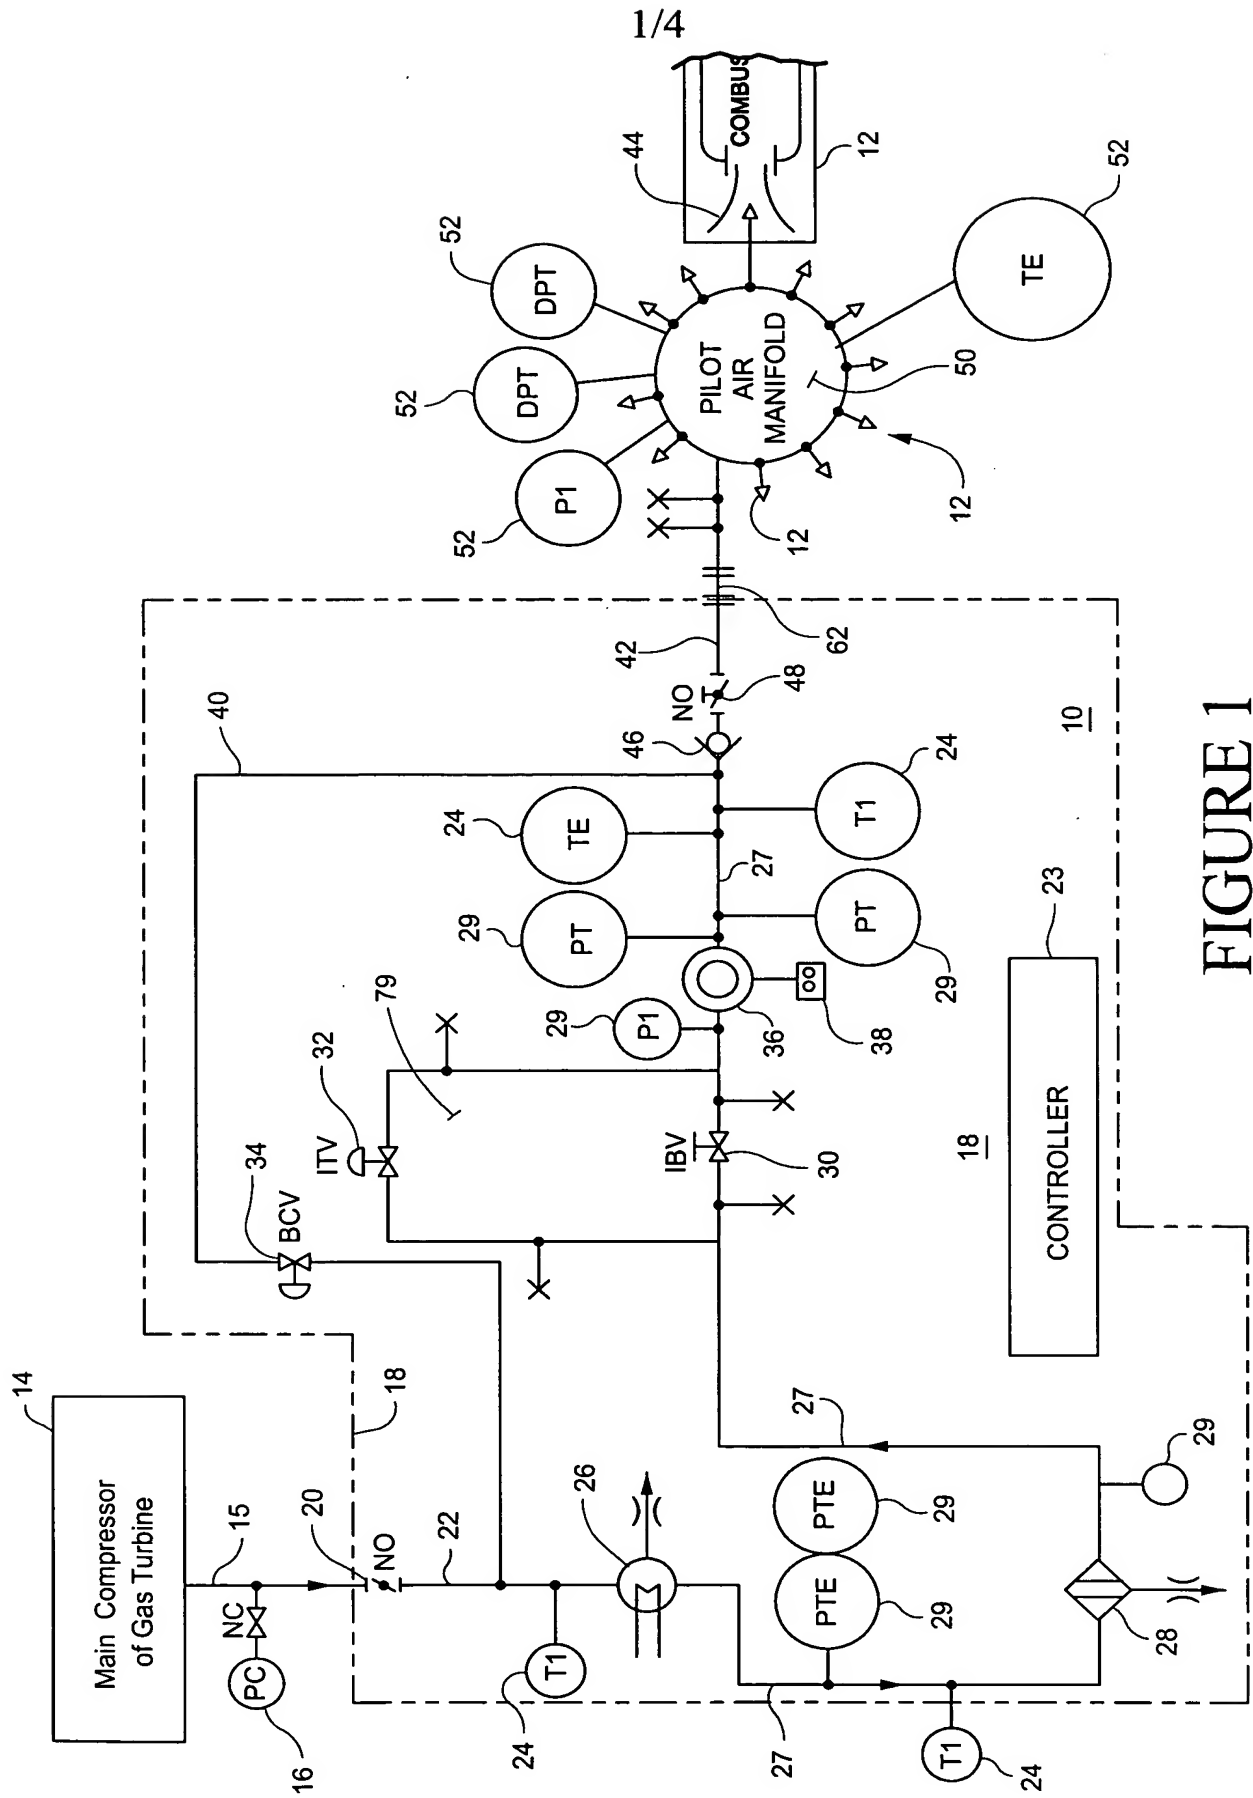 1/4
Main Compressor
of Gas Turbine
14
15
NC
PC
16
20
NO
18
22
T1
24
26
27
PTE
29
PTE
29
T1
24
28
29
27
40
34
BCV
ITV
32
79
IBV
30
29
P1
36
38
29
PT
24
TE
27
PT
29
T1
24
46
NO
48
42
62
10
18
CONTROLLER
23
52
P1
52
DPT
52
DPT
PILOT
AIR
MANIFOLD
50
12
12
TE
52
44
COMBUS
12
FIGURE 1